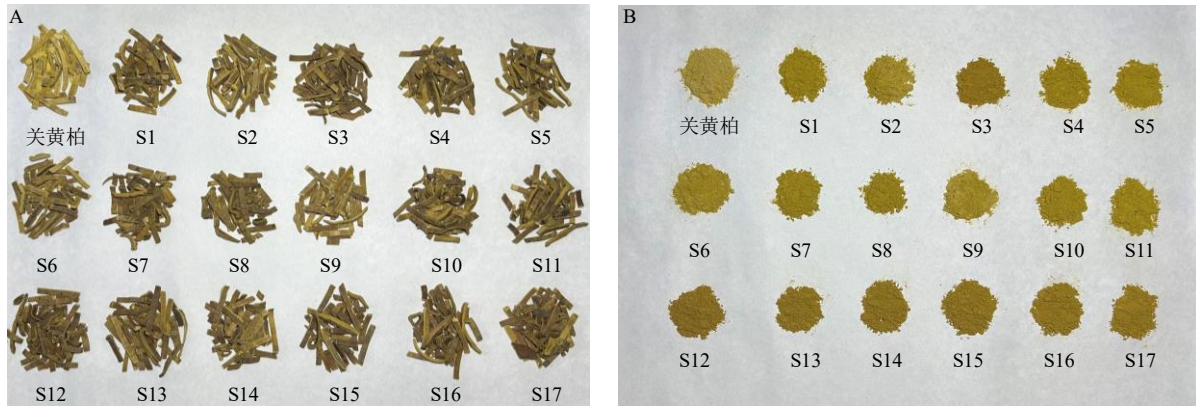 A
关黄柏 S1 S2 S3 S4 S5
S6 S7 S8 S9 S10 S11
S12 S13 S14 S15 S16 S17
B
关黄柏 S1 S2 S3 S4 S5
S6 S7 S8 S9 S10 S11
S12 S13 S14 S15 S16 S17